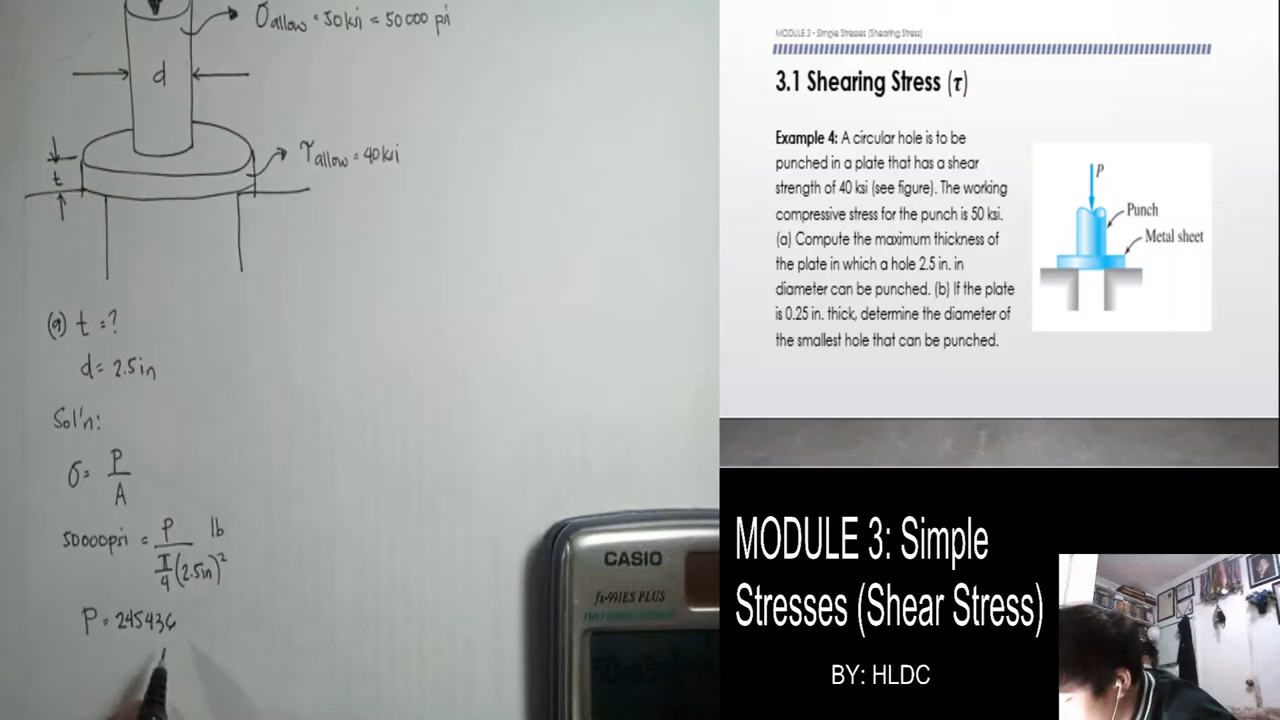 σallow = 50ksi = 50000 psi
d
τallow = 40ksi
t
(a) t = ?
d = 2.5in
Sol'n:
σ = P
A
50000psi = P lb
π/4 (2.5in)²
P = 245436
CASIO
fx-991ES PLUS
MODULE 3 - Simple Stresses (Shearing Stress)
3.1 Shearing Stress (τ)
Example 4: A circular hole is to be
punched in a plate that has a shear
strength of 40 ksi (see figure). The working
compressive stress for the punch is 50 ksi.
(a) Compute the maximum thickness of
the plate in which a hole 2.5 in. in
diameter can be punched. (b) If the plate
is 0.25 in. thick, determine the diameter of
the smallest hole that can be punched.
P
Punch
Metal sheet
MODULE 3: Simple
Stresses (Shear Stress)
BY: HLDC